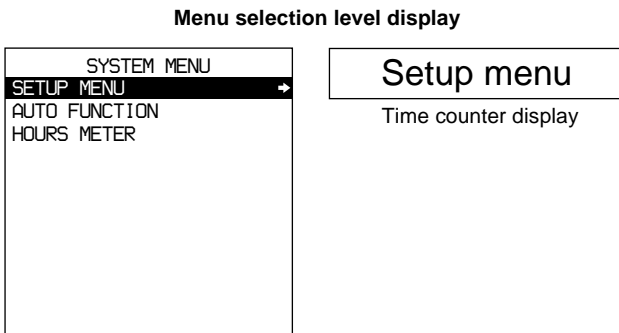 Menu selection level display
SYSTEM MENU
SETUP MENU
AUTO FUNCTION
HOURS METER
Setup menu
Time counter display